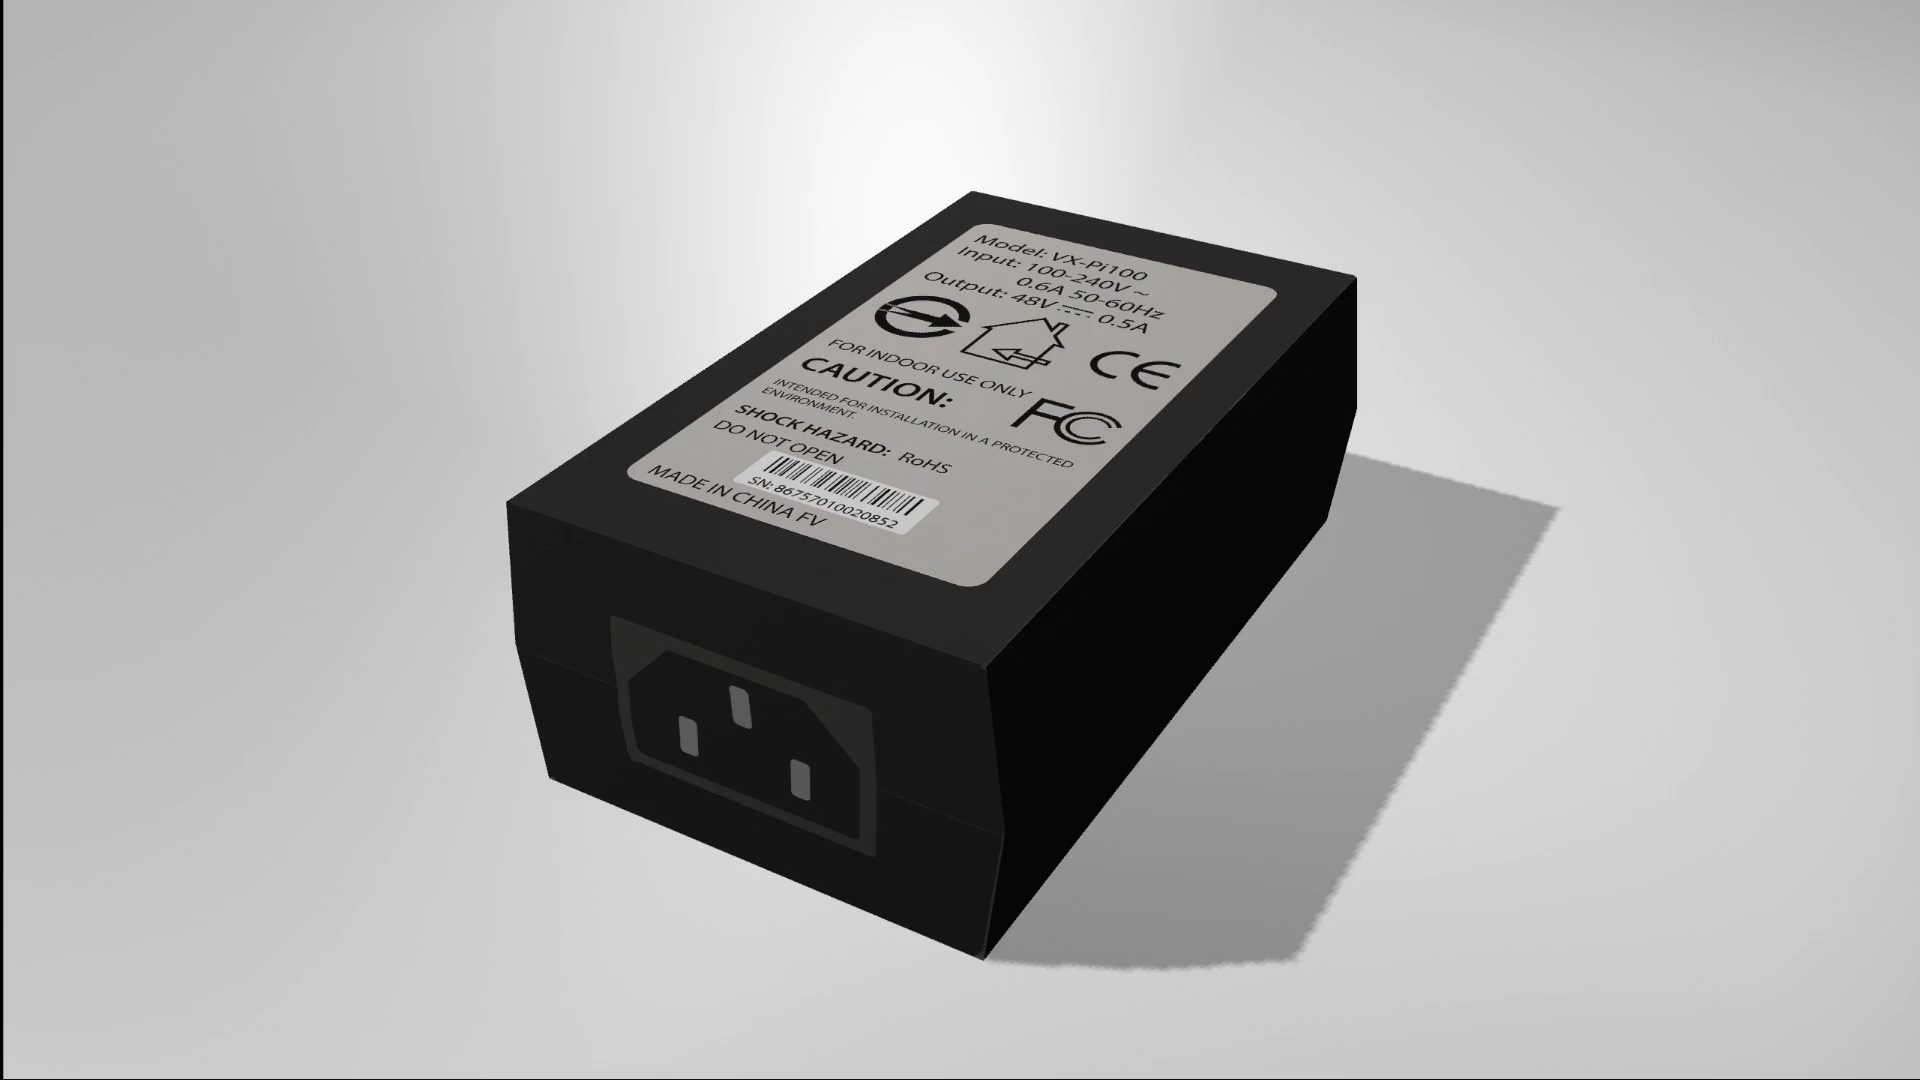 Model: VX-Pi100
Input: 100-240V ~
0.6A 50-60Hz
Output: 48V ⎓ 0.5A
CE
FOR INDOOR USE ONLY
CAUTION:
FC
INTENDED FOR INSTALLATION IN A PROTECTED
ENVIRONMENT.
SHOCK HAZARD: RoHS
DO NOT OPEN
SN: 86757010020852
MADE IN CHINA FV